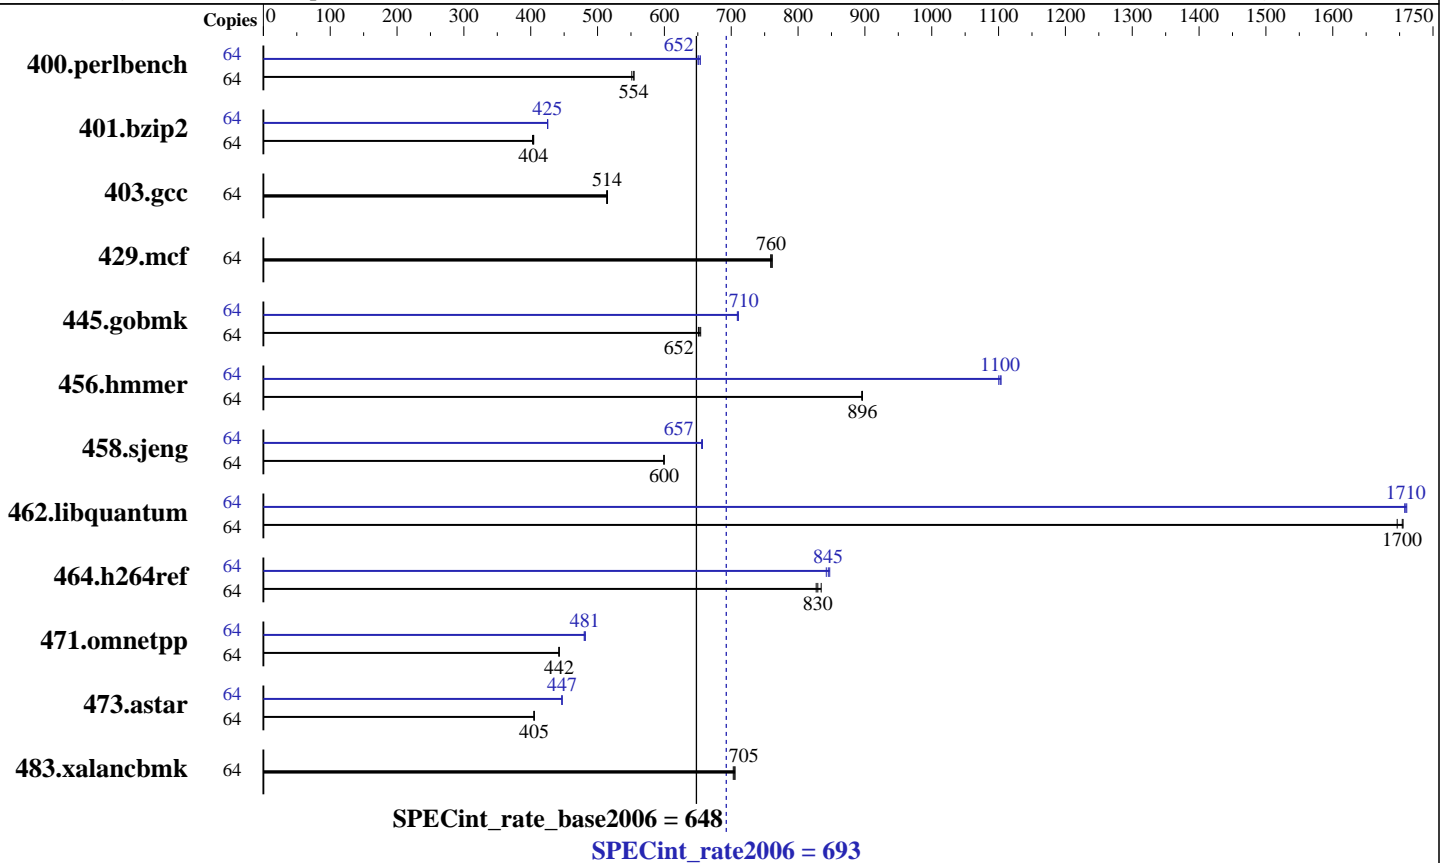 Copies 0 100 200 300 400 500 600 700 800 900 1000 1100 1200 1300 1400 1500 1600 1750
400.perlbench 64 652
64 554
401.bzip2 64 425
64 404
403.gcc 64 514
429.mcf 64 760
445.gobmk 64 710
64 652
456.hmmer 64 1100
64 896
458.sjeng 64 657
64 600
462.libquantum 64 1710
64 1700
464.h264ref 64 845
64 830
471.omnetpp 64 481
64 442
473.astar 64 447
64 405
483.xalancbmk 64 705
SPECint_rate_base2006 = 648
SPECint_rate2006 = 693